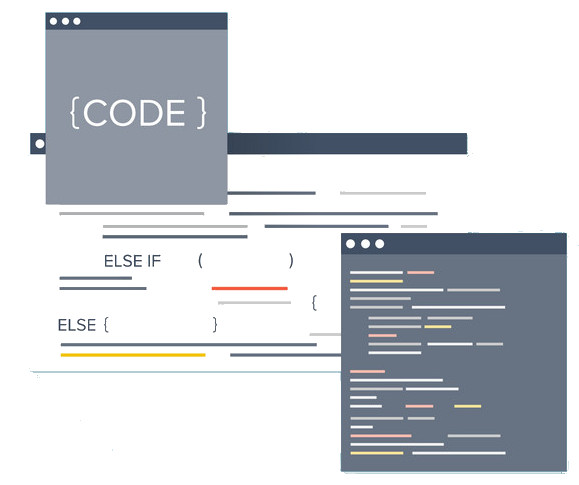 {CODE }
ELSE IF ( )
{
ELSE { }